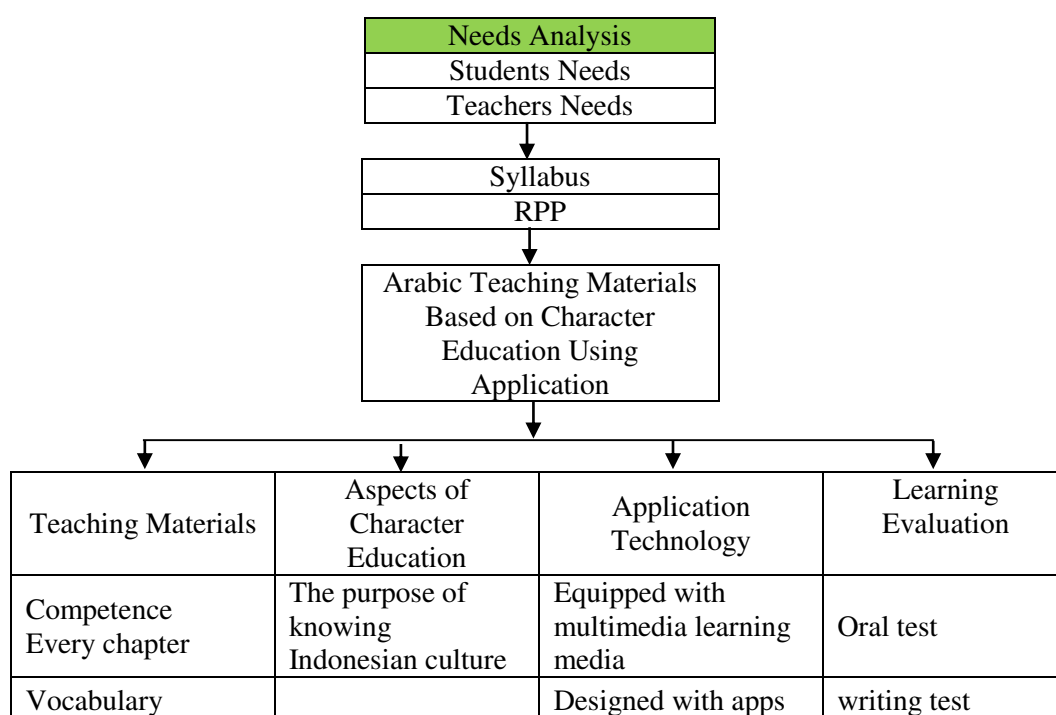 Needs Analysis
Students Needs
Teachers Needs
Syllabus
RPP
Arabic Teaching Materials
Based on Character
Education Using
Application
Teaching Materials
Aspects of
Character
Education
Application
Technology
Learning
Evaluation
Competence
Every chapter
The purpose of
knowing
Indonesian culture
Equipped with
multimedia learning
media
Oral test
Vocabulary
Designed with apps
writing test